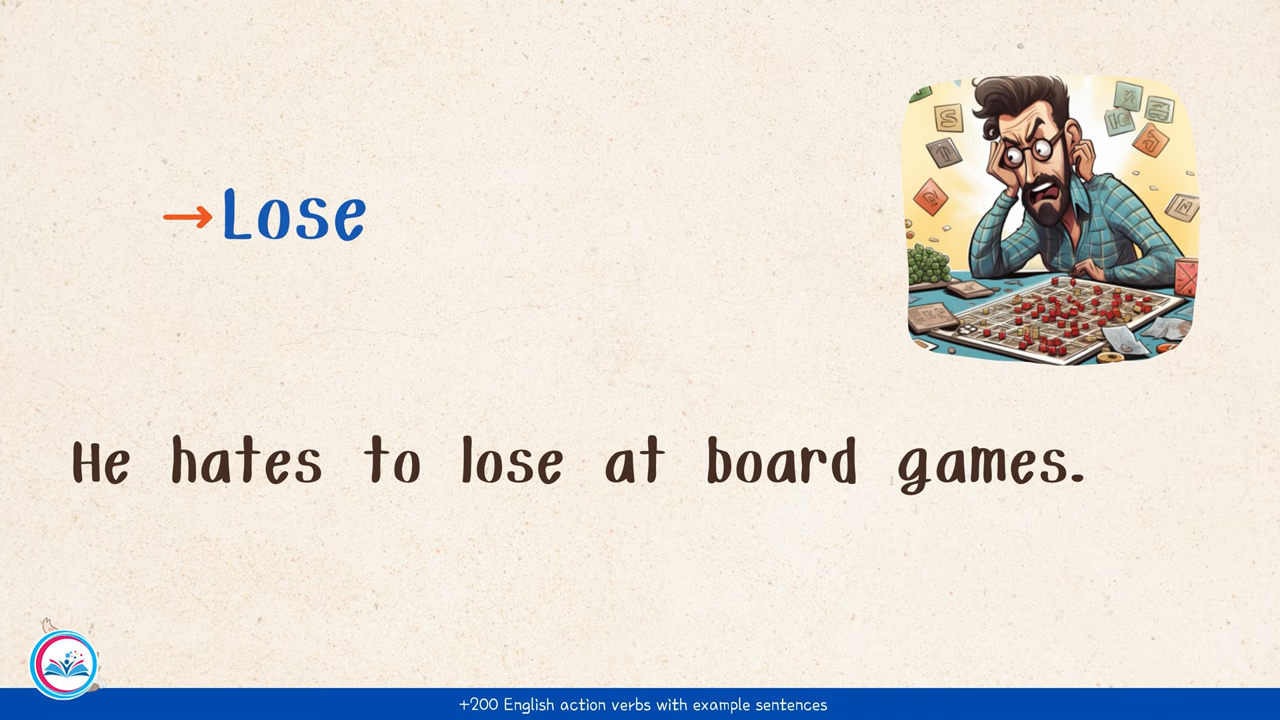 →Lose
He hates to lose at board games.
+200 English action verbs with example sentences